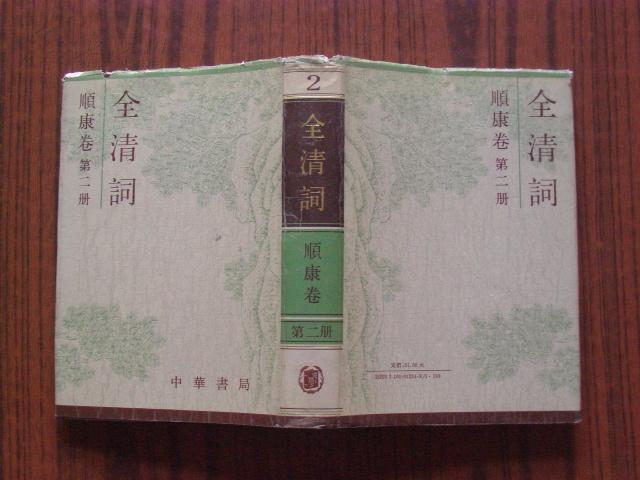 全清詞
順康卷 第二册
中華書局
2
全清詞
順康卷
第二册
全清詞
順康卷 第二册